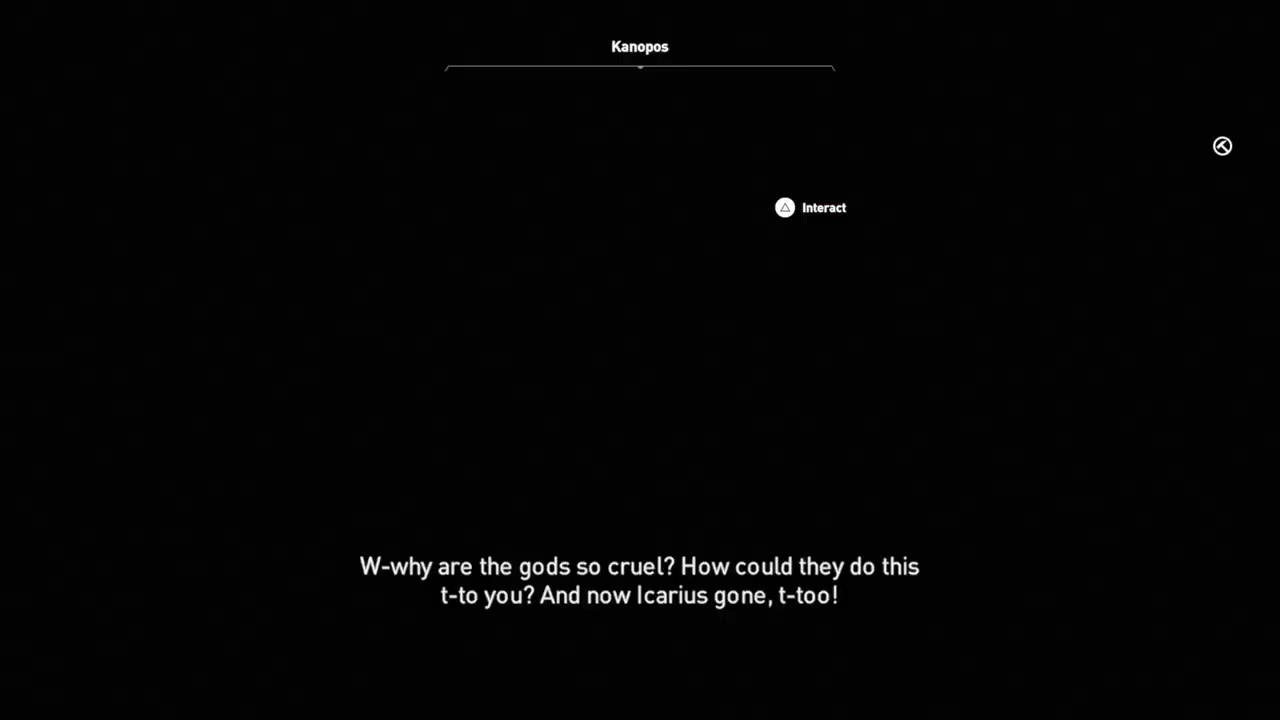 Kanopos
Interact
W-why are the gods so cruel? How could they do this
t-to you? And now Icarius gone, t-too!